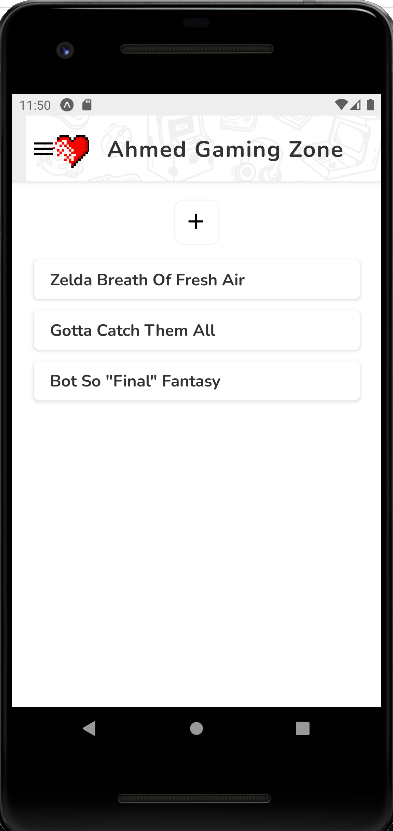 11:50
Ahmed Gaming Zone
+
Zelda Breath Of Fresh Air
Gotta Catch Them All
Bot So "Final" Fantasy